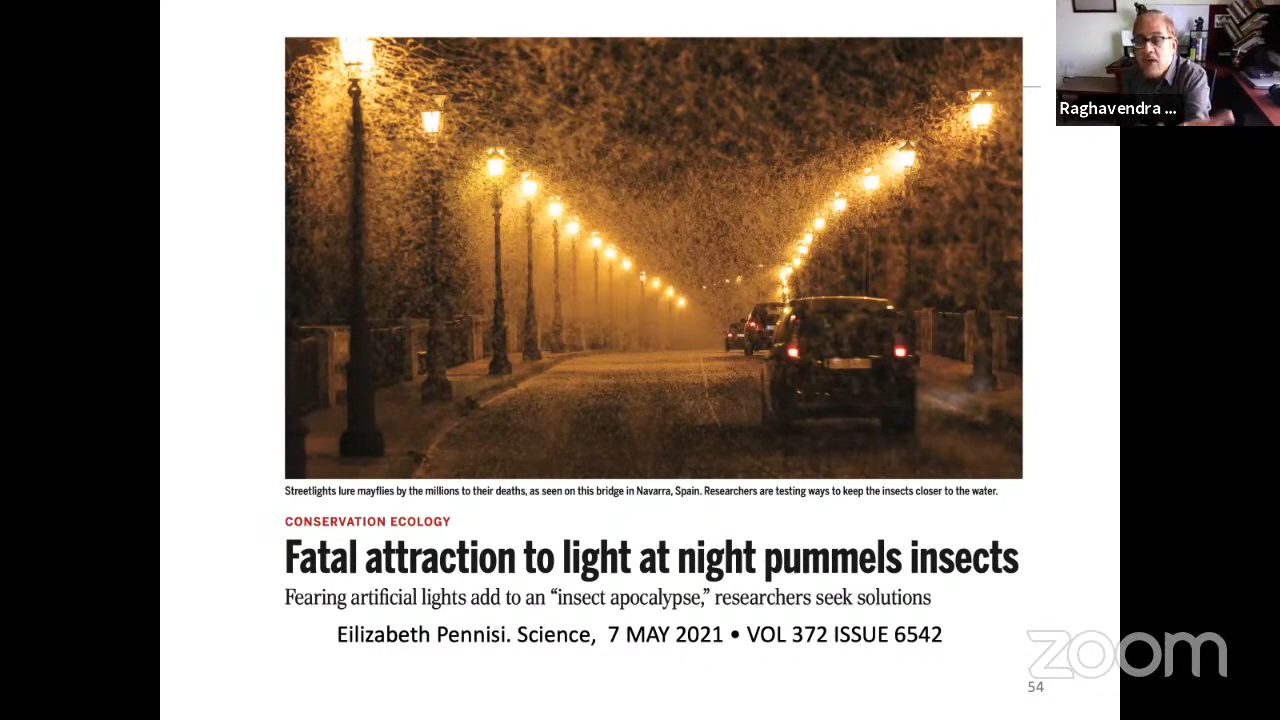 Raghavendra ...
Streetlights lure mayflies by the millions to their deaths, as seen on this bridge in Navarra, Spain. Researchers are testing ways to keep the insects closer to the water.
CONSERVATION ECOLOGY
Fatal attraction to light at night pummels insects
Fearing artificial lights add to an “insect apocalypse,” researchers seek solutions
Eilizabeth Pennisi. Science, 7 MAY 2021 • VOL 372 ISSUE 6542
zoom
54